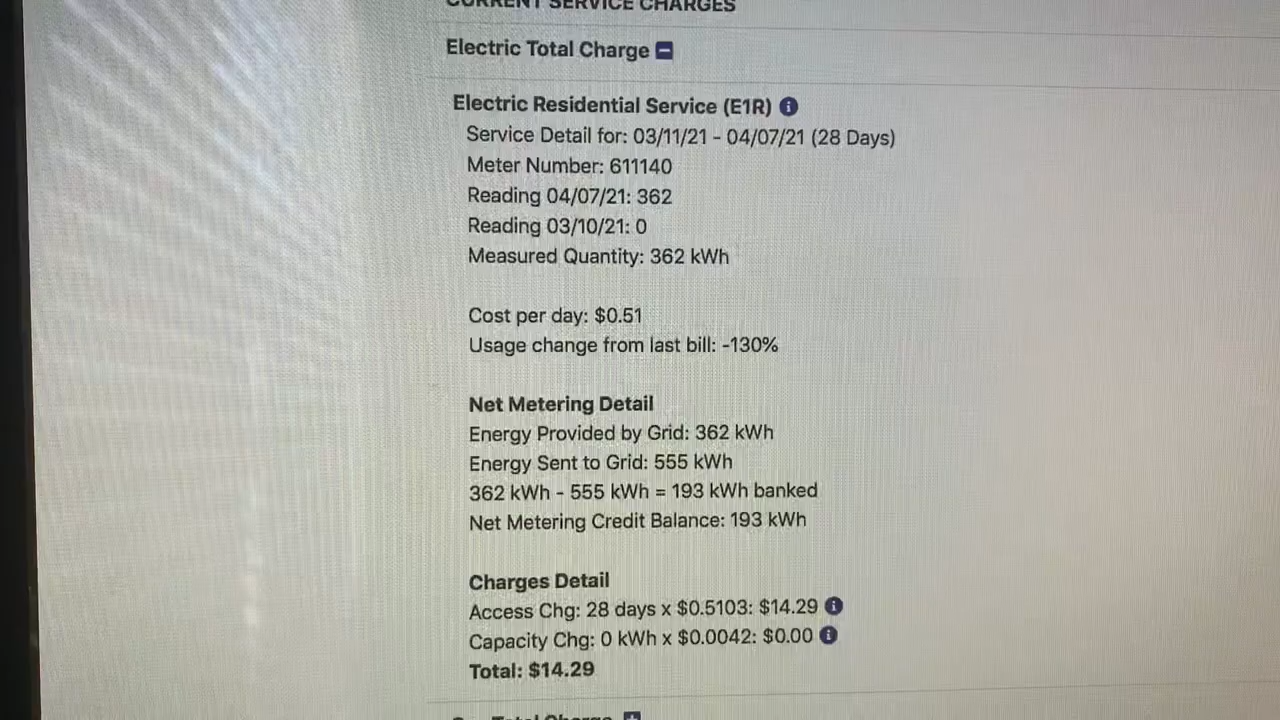 CURRENT SERVICE CHARGES
Electric Total Charge
Electric Residential Service (E1R)
Service Detail for: 03/11/21 - 04/07/21 (28 Days)
Meter Number: 611140
Reading 04/07/21: 362
Reading 03/10/21: 0
Measured Quantity: 362 kWh
Cost per day: $0.51
Usage change from last bill: -130%
Net Metering Detail
Energy Provided by Grid: 362 kWh
Energy Sent to Grid: 555 kWh
362 kWh - 555 kWh = 193 kWh banked
Net Metering Credit Balance: 193 kWh
Charges Detail
Access Chg: 28 days x $0.5103: $14.29
Capacity Chg: 0 kWh x $0.0042: $0.00
Total: $14.29
Total Charge